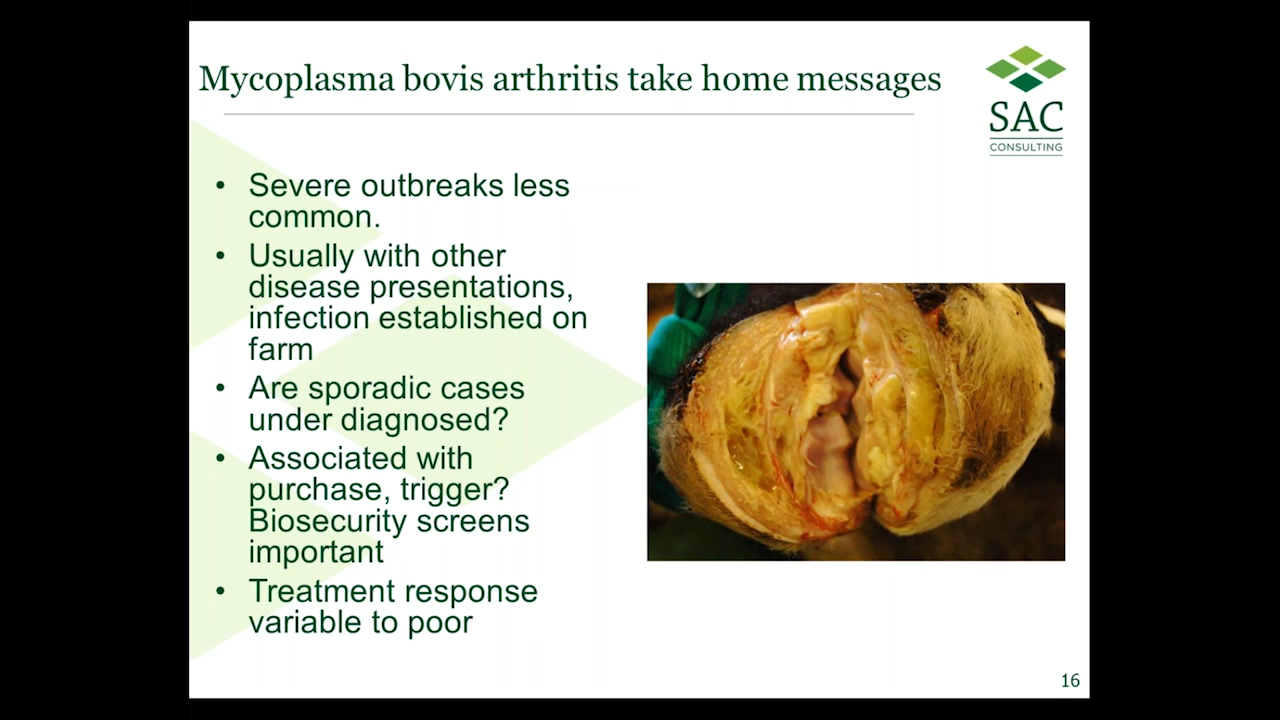 Mycoplasma bovis arthritis take home messages
SAC
CONSULTING
• Severe outbreaks less
common.
• Usually with other
disease presentations,
infection established on
farm
• Are sporadic cases
under diagnosed?
• Associated with
purchase, trigger?
Biosecurity screens
important
• Treatment response
variable to poor
16